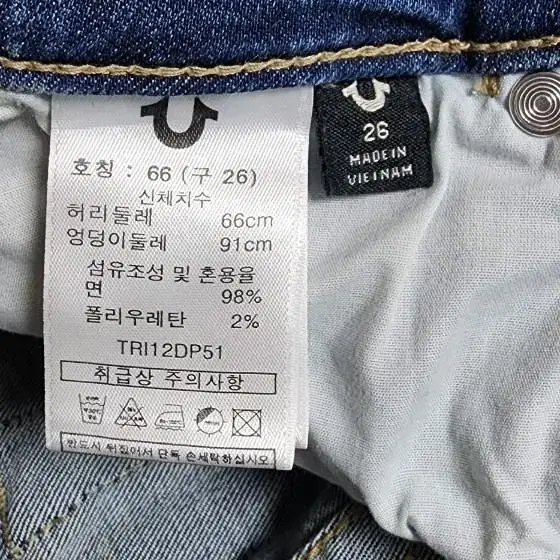 호칭 : 66 (구 26)
신체치수
허리둘레 66cm
엉덩이둘레 91cm
섬유조성 및 혼용율
면 98%
폴리우레탄 2%
TRI12DP51
취급상 주의사항
반드시 뒤집어서 단독 손세탁하십시오
26
MADE IN
VIETNAM